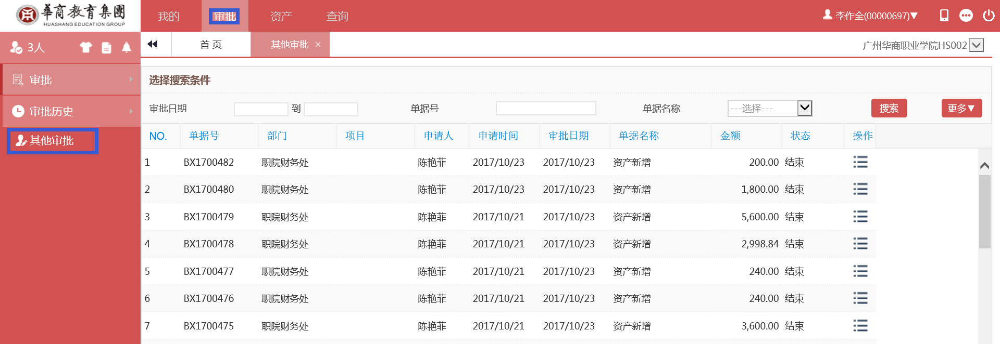 華商教育集團
HUASHANG EDUCATION GROUP
我的 审批 资产 查询
李作全(00000697)▼
3人
首 页 其他审批 ×
广州华商职业学院HS002
审批
审批历史
其他审批
选择搜索条件
审批日期 到 单据号 单据名称 ---选择--- 搜索 更多▼
NO. 单据号 部门 项目 申请人 申请时间 审批日期 单据名称 金额 状态 操作
1 BX1700482 职院财务处 陈艳菲 2017/10/23 2017/10/23 资产新增 200.00 结束
2 BX1700480 职院财务处 陈艳菲 2017/10/23 2017/10/23 资产新增 1,800.00 结束
3 BX1700479 职院财务处 陈艳菲 2017/10/21 2017/10/23 资产新增 5,600.00 结束
4 BX1700478 职院财务处 陈艳菲 2017/10/21 2017/10/23 资产新增 2,998.84 结束
5 BX1700477 职院财务处 陈艳菲 2017/10/21 2017/10/23 资产新增 240.00 结束
6 BX1700476 职院财务处 陈艳菲 2017/10/21 2017/10/23 资产新增 240.00 结束
7 BX1700475 职院财务处 陈艳菲 2017/10/21 2017/10/23 资产新增 3,600.00 结束